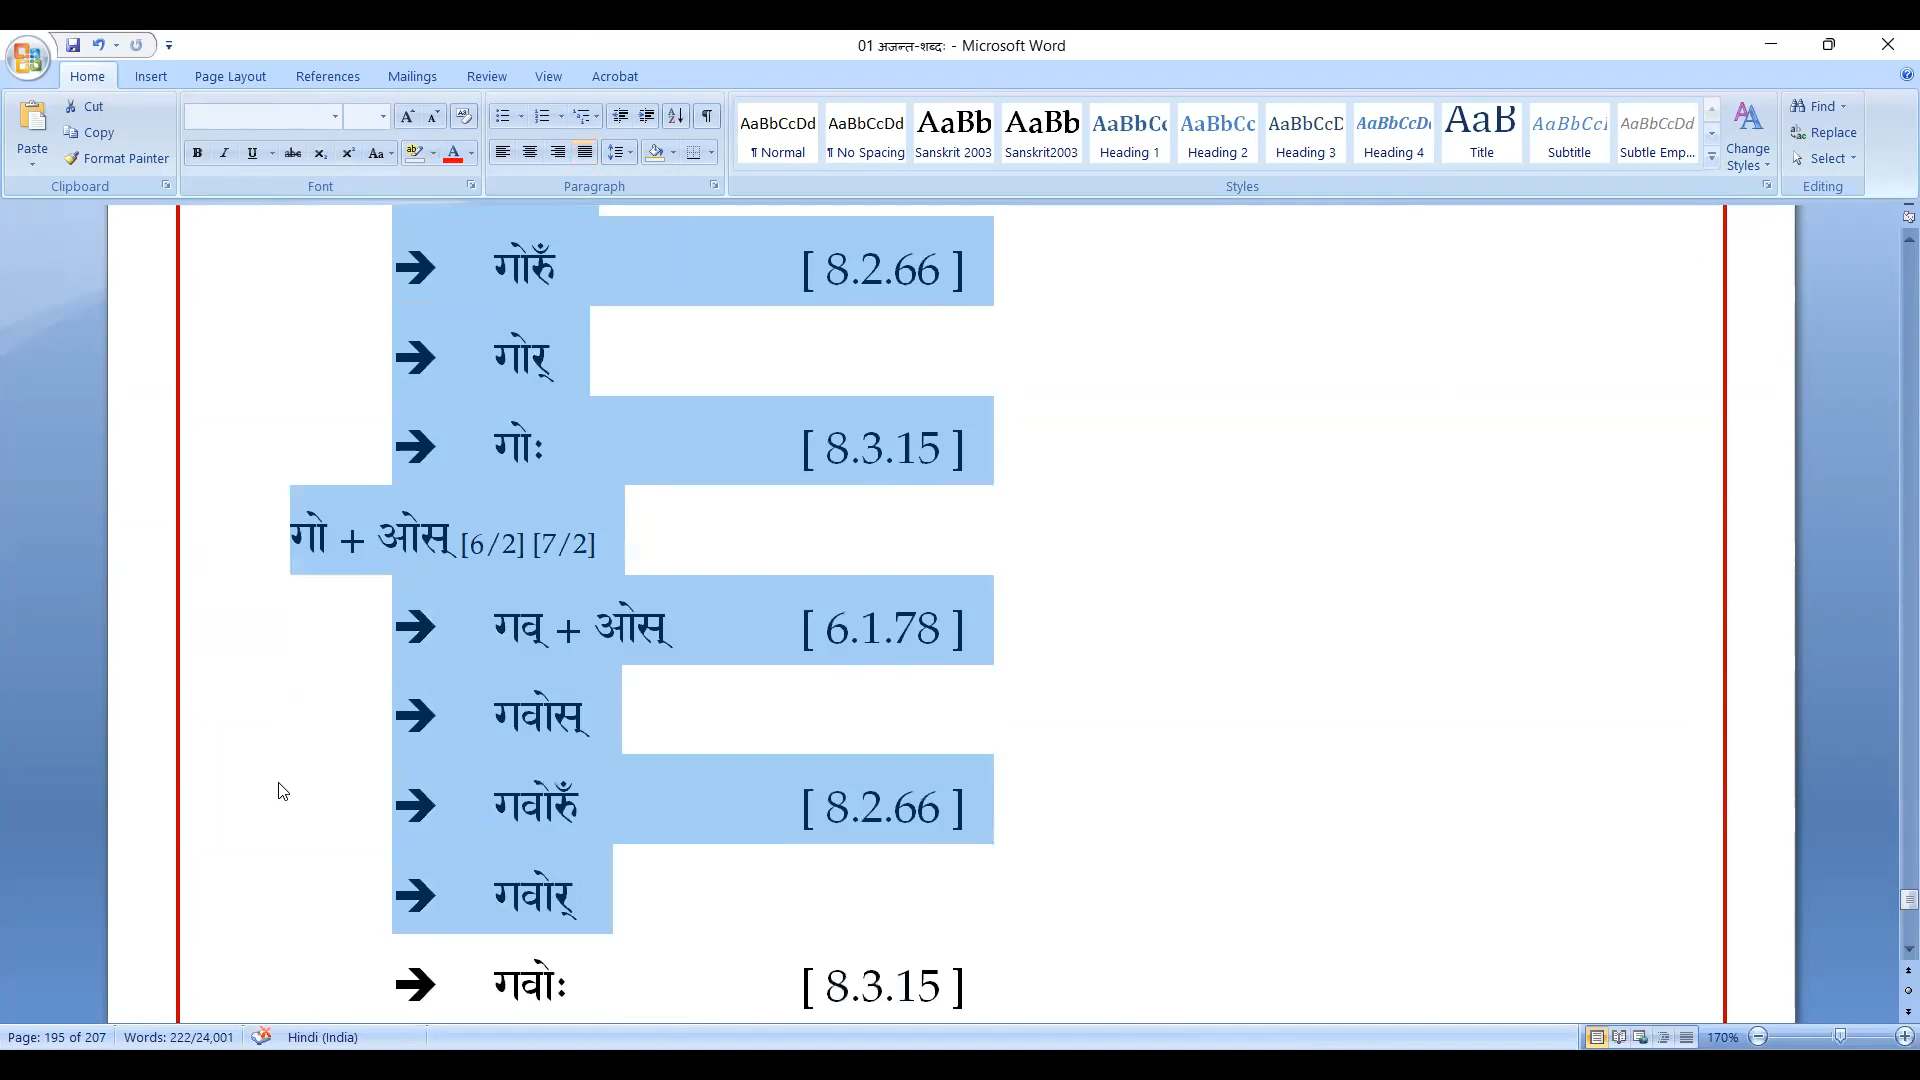 01 अजन्त-शब्दः - Microsoft Word
Home Insert Page Layout References Mailings Review View Acrobat
Paste
Cut
Copy
Format Painter
Clipboard
Font
Paragraph
AaBbCcDd AaBbCcDd AaBb AaBb AaBbCc AaBbCc AaBbCcD AaBbCcDd AaB AaBbCcl AaBbCcDd
¶ Normal ¶ No Spacing Sanskrit 2003 Sanskrit2003 Heading 1 Heading 2 Heading 3 Heading 4 Title Subtitle Subtle Emp...
Styles
Change Styles
Find
Replace
Select
Editing
➔ गोरुँ [ 8.2.66 ]
➔ गोर्
➔ गोः [ 8.3.15 ]
गो + ओस् [6/2] [7/2]
➔ गव् + ओस् [ 6.1.78 ]
➔ गवोस्
➔ गवोरुँ [ 8.2.66 ]
➔ गवोर्
➔ गवोः [ 8.3.15 ]
Page: 195 of 207 Words: 222/24,001 Hindi (India) 170%